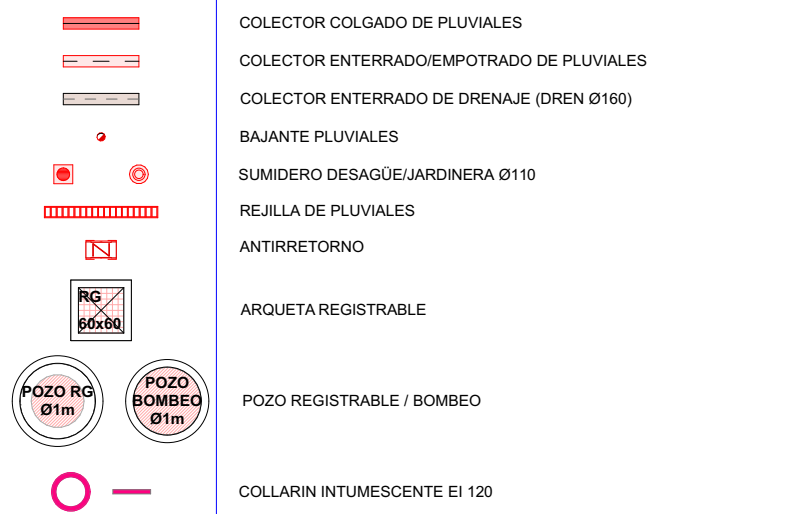 COLECTOR COLGADO DE PLUVIALES
COLECTOR ENTERRADO/EMPOTRADO DE PLUVIALES
COLECTOR ENTERRADO DE DRENAJE (DREN Ø160)
BAJANTE PLUVIALES
SUMIDERO DESAGÜE/JARDINERA Ø110
REJILLA DE PLUVIALES
ANTIRRETORNO
RG
60x60
ARQUETA REGISTRABLE
POZO RG
Ø1m
POZO
BOMBEO
Ø1m
POZO REGISTRABLE / BOMBEO
COLLARIN INTUMESCENTE EI 120